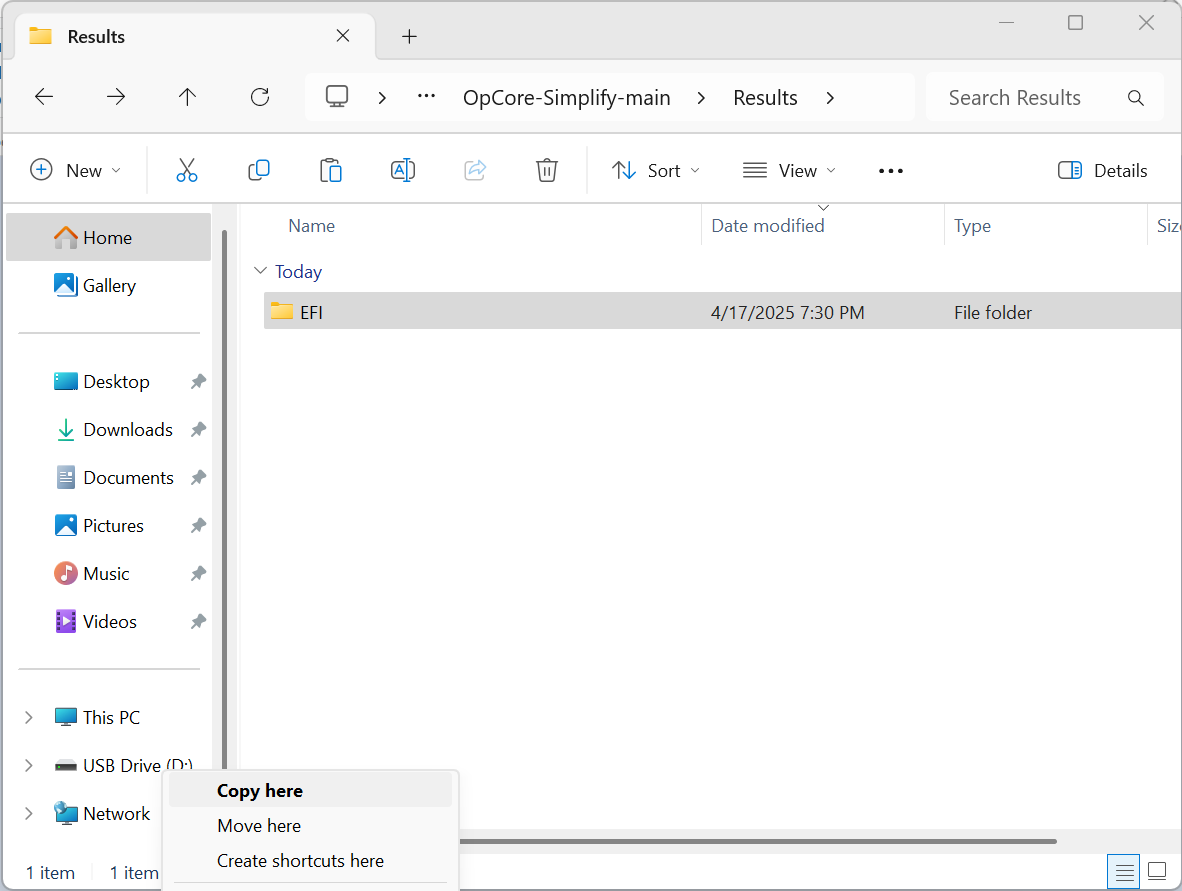 Results
OpCore-Simplify-main
Results
Search Results
New
Sort
View
Details
Name
Date modified
Type
Size
Home
Gallery
Desktop
Downloads
Documents
Pictures
Music
Videos
This PC
USB Drive (D:)
Network
Today
EFI
4/17/2025 7:30 PM
File folder
Copy here
Move here
Create shortcuts here
1 item
1 item